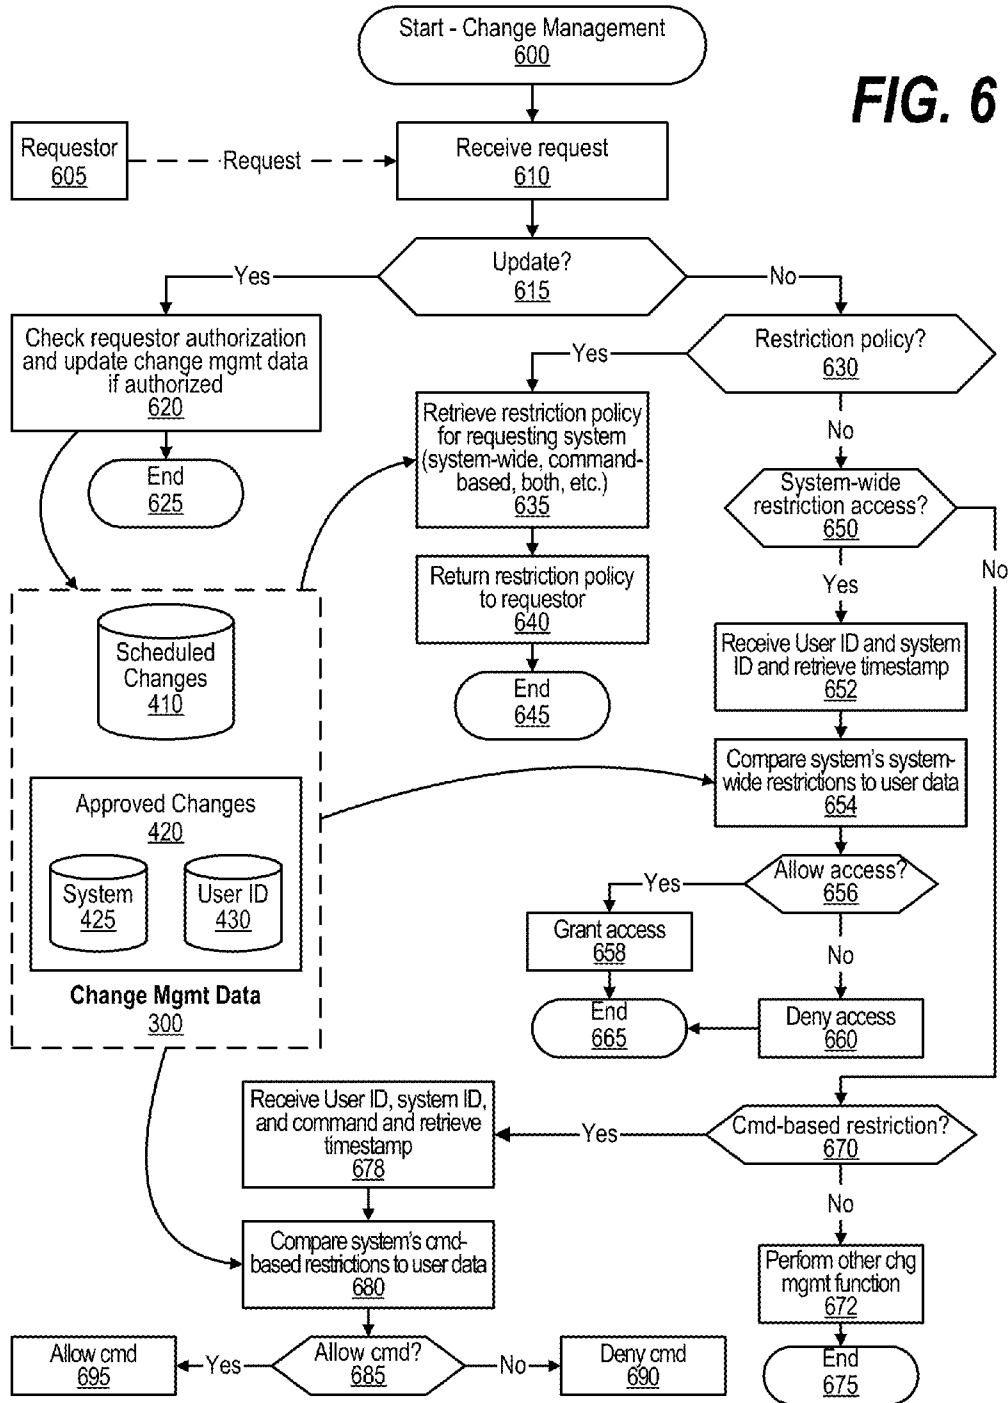 Start - Change Management
600
FIG. 6
Requestor
605
Request
Receive request
610
Update?
615
Yes
No
Check requestor authorization
and update change mgmt data
if authorized
620
End
625
Restriction policy?
630
Yes
No
Retrieve restriction policy
for requesting system
(system-wide, command-
based, both, etc.)
635
Return restriction policy
to requestor
640
End
645
System-wide
restriction access?
650
No
Yes
Receive User ID and system
ID and retrieve timestamp
652
Compare system's system-
wide restrictions to user data
654
Allow access?
656
Yes
No
Grant access
658
End
665
Deny access
660
Scheduled
Changes
410
Approved Changes
420
System
425
User ID
430
Change Mgmt Data
300
Cmd-based restriction?
670
Yes
No
Receive User ID, system ID,
and command and retrieve
timestamp
678
Compare system's cmd-
based restrictions to user data
680
Perform other chg
mgmt function
672
End
675
Allow cmd?
685
Yes
No
Allow cmd
695
Deny cmd
690